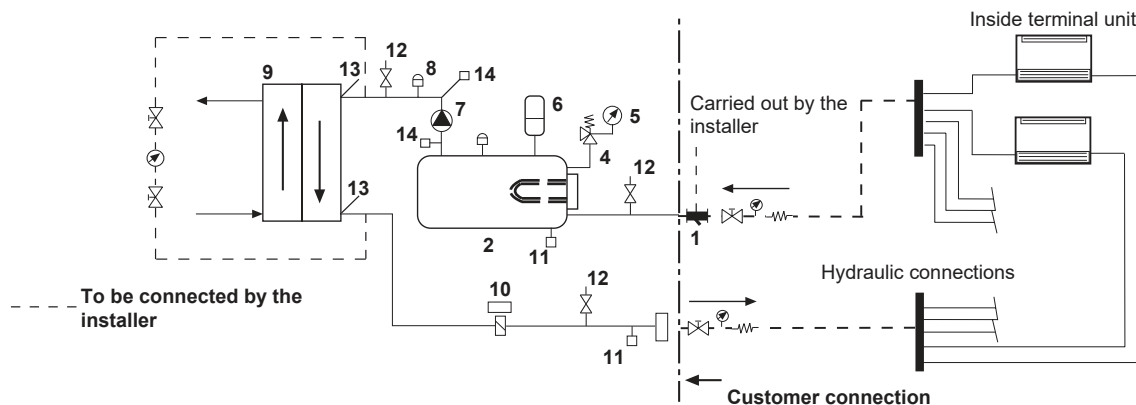 Inside terminal unit
12
8
14
9
13
7
6
5
Carried out by the
installer
14
4
12
13
1
2
11
Hydraulic connections
12
10
To be connected by the
installer
11
Customer connection